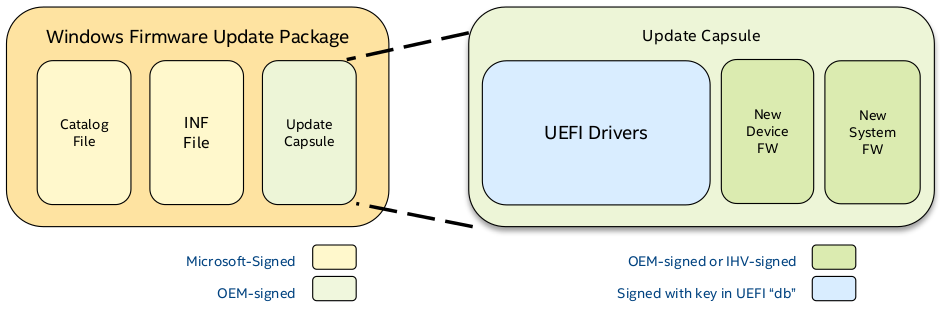 Windows Firmware Update Package
Catalog
File
INF
File
Update
Capsule
Microsoft-Signed
OEM-signed
Update Capsule
UEFI Drivers
New
Device
FW
New
System
FW
OEM-signed or IHV-signed
Signed with key in UEFI “db”